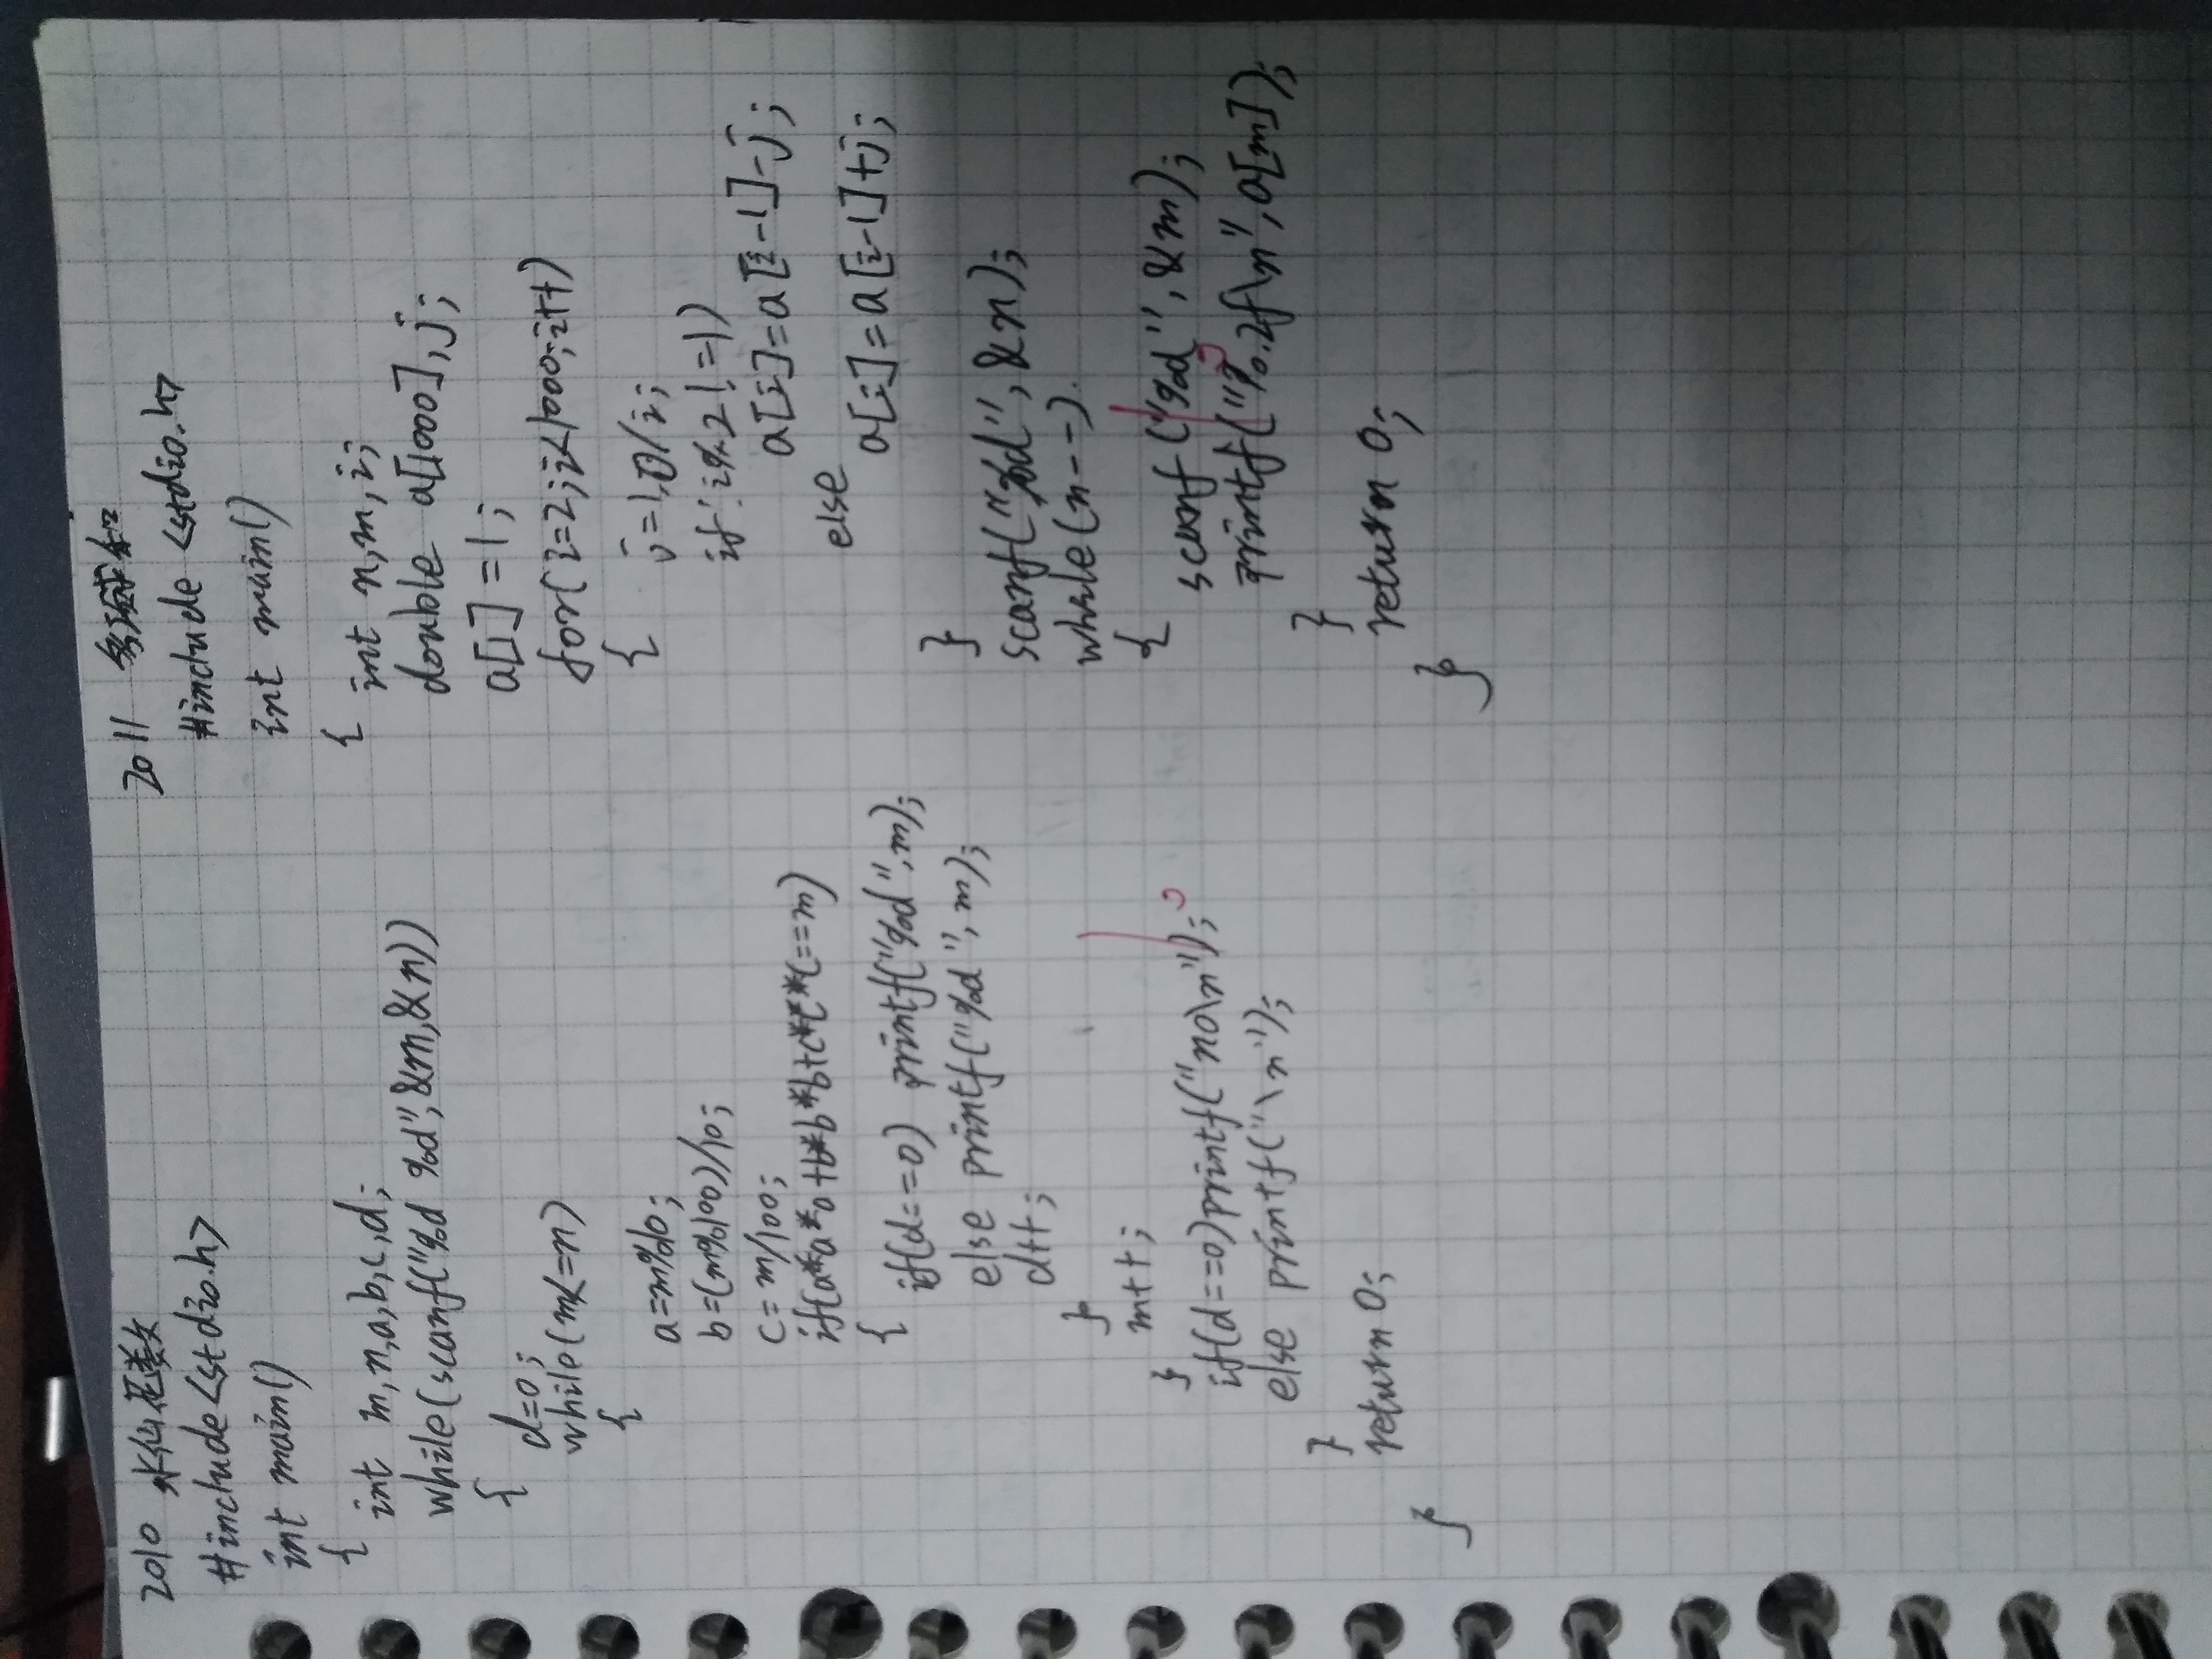 2010 水仙花数
#include<stdio.h>
int main()
{
int m,n,a,b,c,d;
while(scanf("%d %d",&m,&n))
{
d=0;
while(m<=n)
{
a=m%10;
b=(m%100)/10;
c=m/100;
if(a*a*a+b*b*b+c*c*c==m)
{
if(d==0) printf("%d",m);
else printf("%d",m);
d++;
}
m++;
}
if(d==0)printf("no\n");
else printf("\n");
}
return 0;
}
2011 多项式求和
#include <stdio.h>
int main()
{
int n,m,i;
double a[1000],j;
a[1]=1;
for(i=2;i<1000;i++)
{
j=1.0/i;
if(i%2!=1)
a[i]=a[i-1]-j;
else
a[i]=a[i-1]+j;
}
scanf("%d",&n);
while(n--)
{
scanf("%d",&m);
printf("%.2f\n",a[m]);
}
return 0;
}